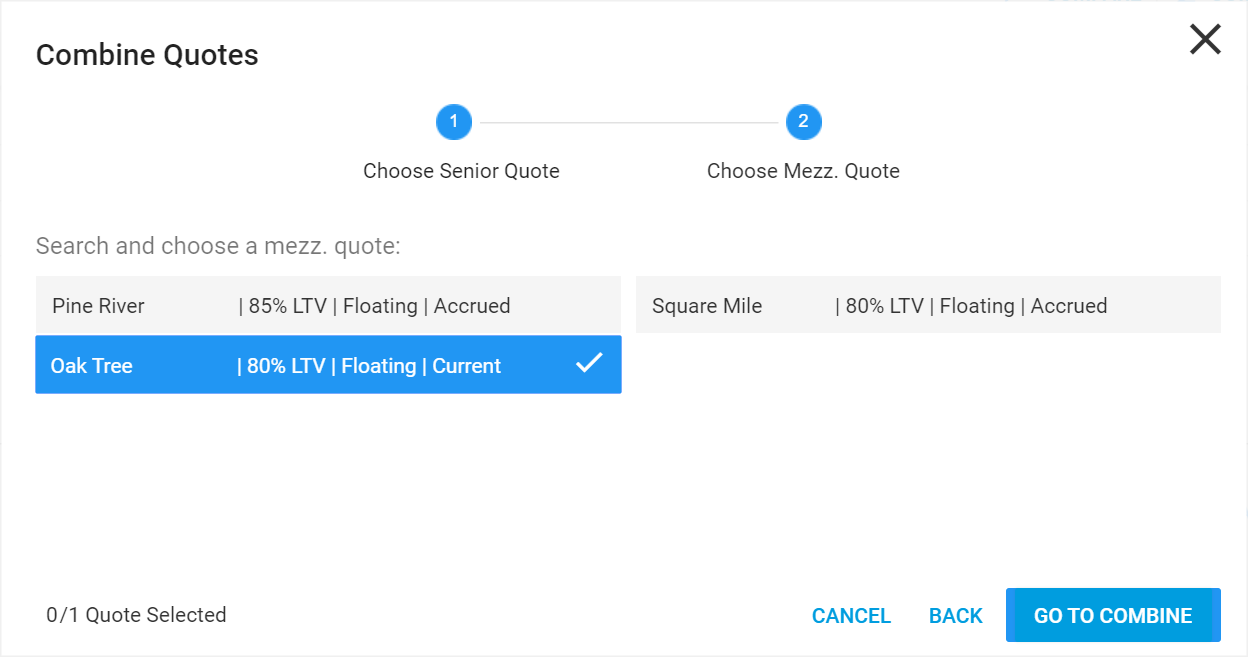 Combine Quotes
1
2
Choose Senior Quote
Choose Mezz. Quote
Search and choose a mezz. quote:
Pine River | 85% LTV | Floating | Accrued
Square Mile | 80% LTV | Floating | Accrued
Oak Tree | 80% LTV | Floating | Current
0/1 Quote Selected
CANCEL
BACK
GO TO COMBINE